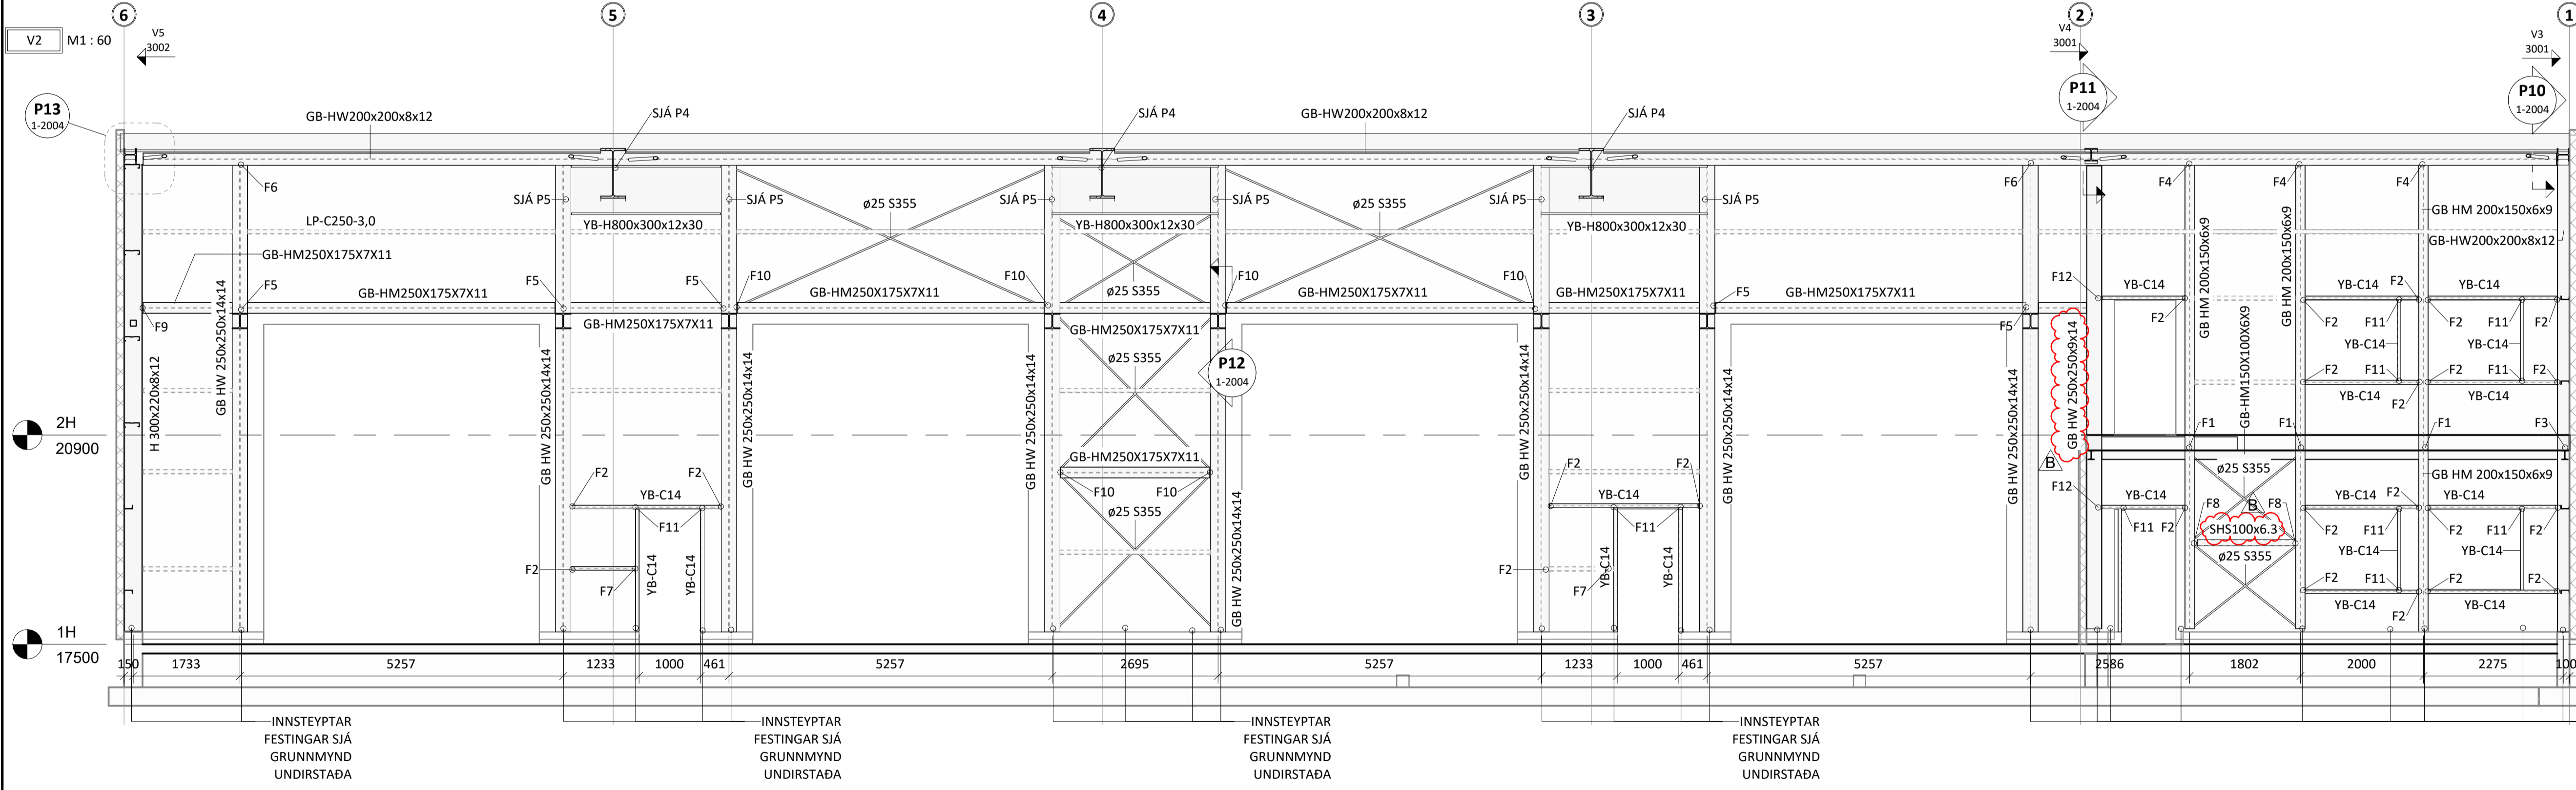 6
5
4
3
2
1
V2
M1 : 60
V5
3002
V4
3001
V3
3001
P13
1-2004
P11
1-2004
P10
1-2004
GB-HW200x200x8x12
SJÁ P4
SJÁ P4
GB-HW200x200x8x12
SJÁ P4
F6
F6
F4
F4
F4
LP-C250-3,0
SJÁ P5
SJÁ P5
SJÁ P5
SJÁ P5
SJÁ P5
SJÁ P5
ø25 S355
ø25 S355
YB-H800x300x12x30
YB-H800x300x12x30
YB-H800x300x12x30
GB HM 200x150x6x9
GB-HW200x200x8x12
GB HM 200x150x6x9
GB HM 200x150x6x9
GB-HM250X175X7X11
F5
F5
F5
F10
F10
F10
F10
F5
F5
F12
GB-HM250X175X7X11
ø25 S355
GB-HM250X175X7X11
GB-HM250X175X7X11
GB-HM250X175X7X11
F9
GB-HM250X175X7X11
GB-HM250X175X7X11
YB-C14
F2
YB-C14
F2
F2
F11
YB-C14
F2
F11
F2
YB-C14
YB-C14
F2
F11
F2
F11
F2
YB-C14
F2
YB-C14
GB HW 250x250x14x14
H 300x220x8x12
GB HW 250x250x14x14
GB HW 250x250x14x14
GB HW 250x250x14x14
GB HW 250x250x14x14
GB HW 250x250x14x14
GB HW 250x250x14x14
GB HW 250x250x14x14
GB HW 250x250x9x14
GB-HM150X100X6X9
ø25 S355
P12
1-2004
2H
20900
B
F1
F1
F1
F3
GB-HM250X175X7X11
F10
F10
ø25 S355
ø25 S355
GB HM 200x150x6x9
F2
F2
YB-C14
F11
YB-C14
YB-C14
F2
F7
F2
F2
YB-C14
F11
YB-C14
YB-C14
F2
F7
F12
YB-C14
F11
F2
F8
B
F8
SHS100x6.3
ø25 S355
YB-C14
F2
YB-C14
F2
F11
F2
F11
F2
YB-C14
YB-C14
F2
F11
F2
F2
YB-C14
F2
YB-C14
1H
17500
150
1733
5257
1233
1000
461
5257
2695
5257
1233
1000
461
5257
2586
1802
2000
2275
100
INNSTEYPTAR
FESTINGAR SJÁ
GRUNNMYND
UNDIRSTAÐA
INNSTEYPTAR
FESTINGAR SJÁ
GRUNNMYND
UNDIRSTAÐA
INNSTEYPTAR
FESTINGAR SJÁ
GRUNNMYND
UNDIRSTAÐA
INNSTEYPTAR
FESTINGAR SJÁ
GRUNNMYND
UNDIRSTAÐA